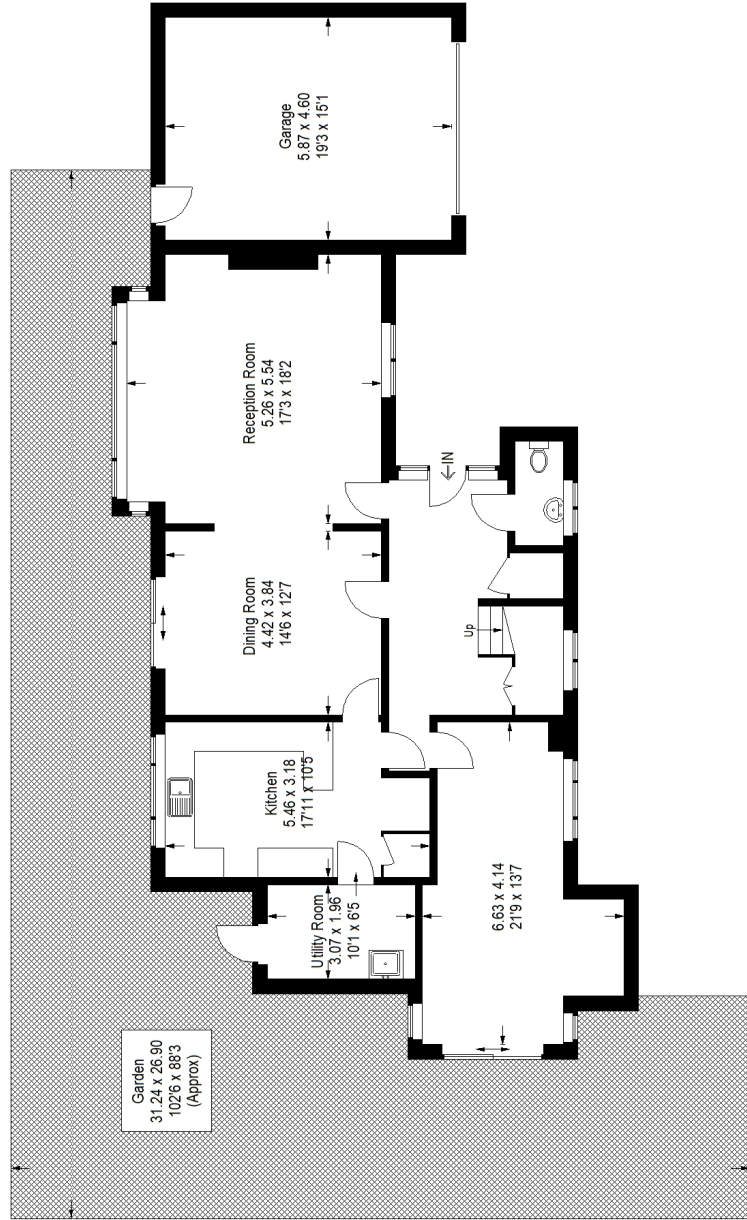 Garden
31.24 x 26.90
102'6 x 88'3
(Approx)
Utility Room
3.07 x 1.96
10'1 x 6'5
Kitchen
5.46 x 3.18
17'11 x 10'5
Dining Room
4.42 x 3.84
14'6 x 12'7
Reception Room
5.26 x 5.54
17'3 x 18'2
Garage
5.87 x 4.60
19'3 x 15'1
6.63 x 4.14
21'9 x 13'7
Up
IN